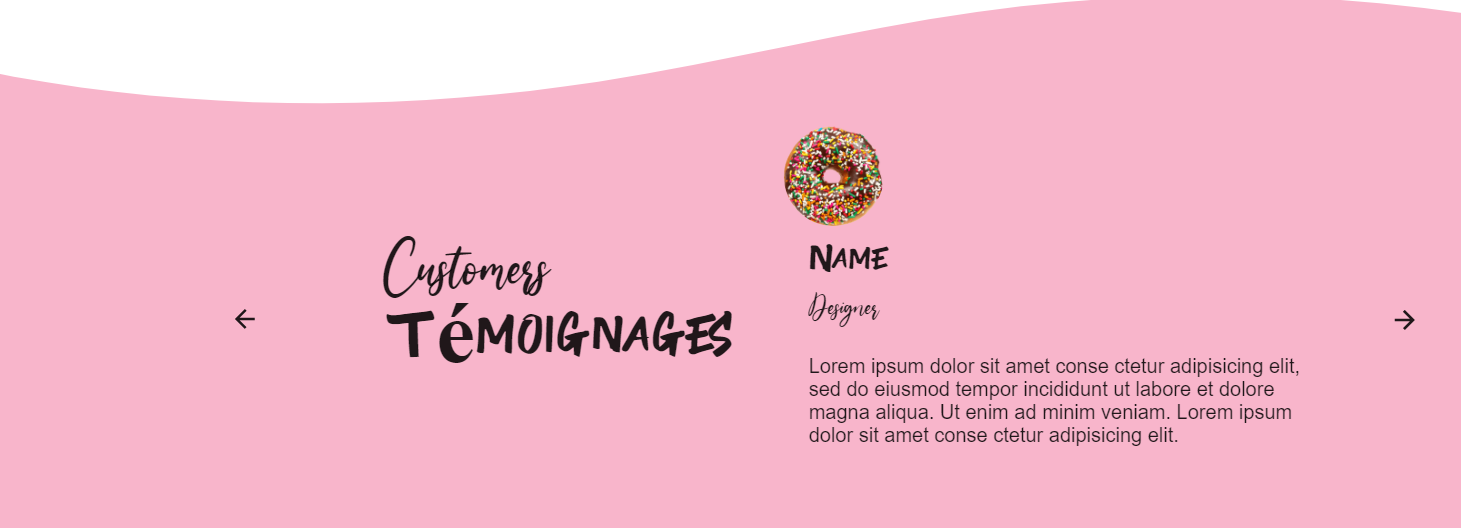 Customers
TéMOIGNAGES
NAME
Designer
Lorem ipsum dolor sit amet conse ctetur adipisicing elit,
sed do eiusmod tempor incididunt ut labore et dolore
magna aliqua. Ut enim ad minim veniam. Lorem ipsum
dolor sit amet conse ctetur adipisicing elit.